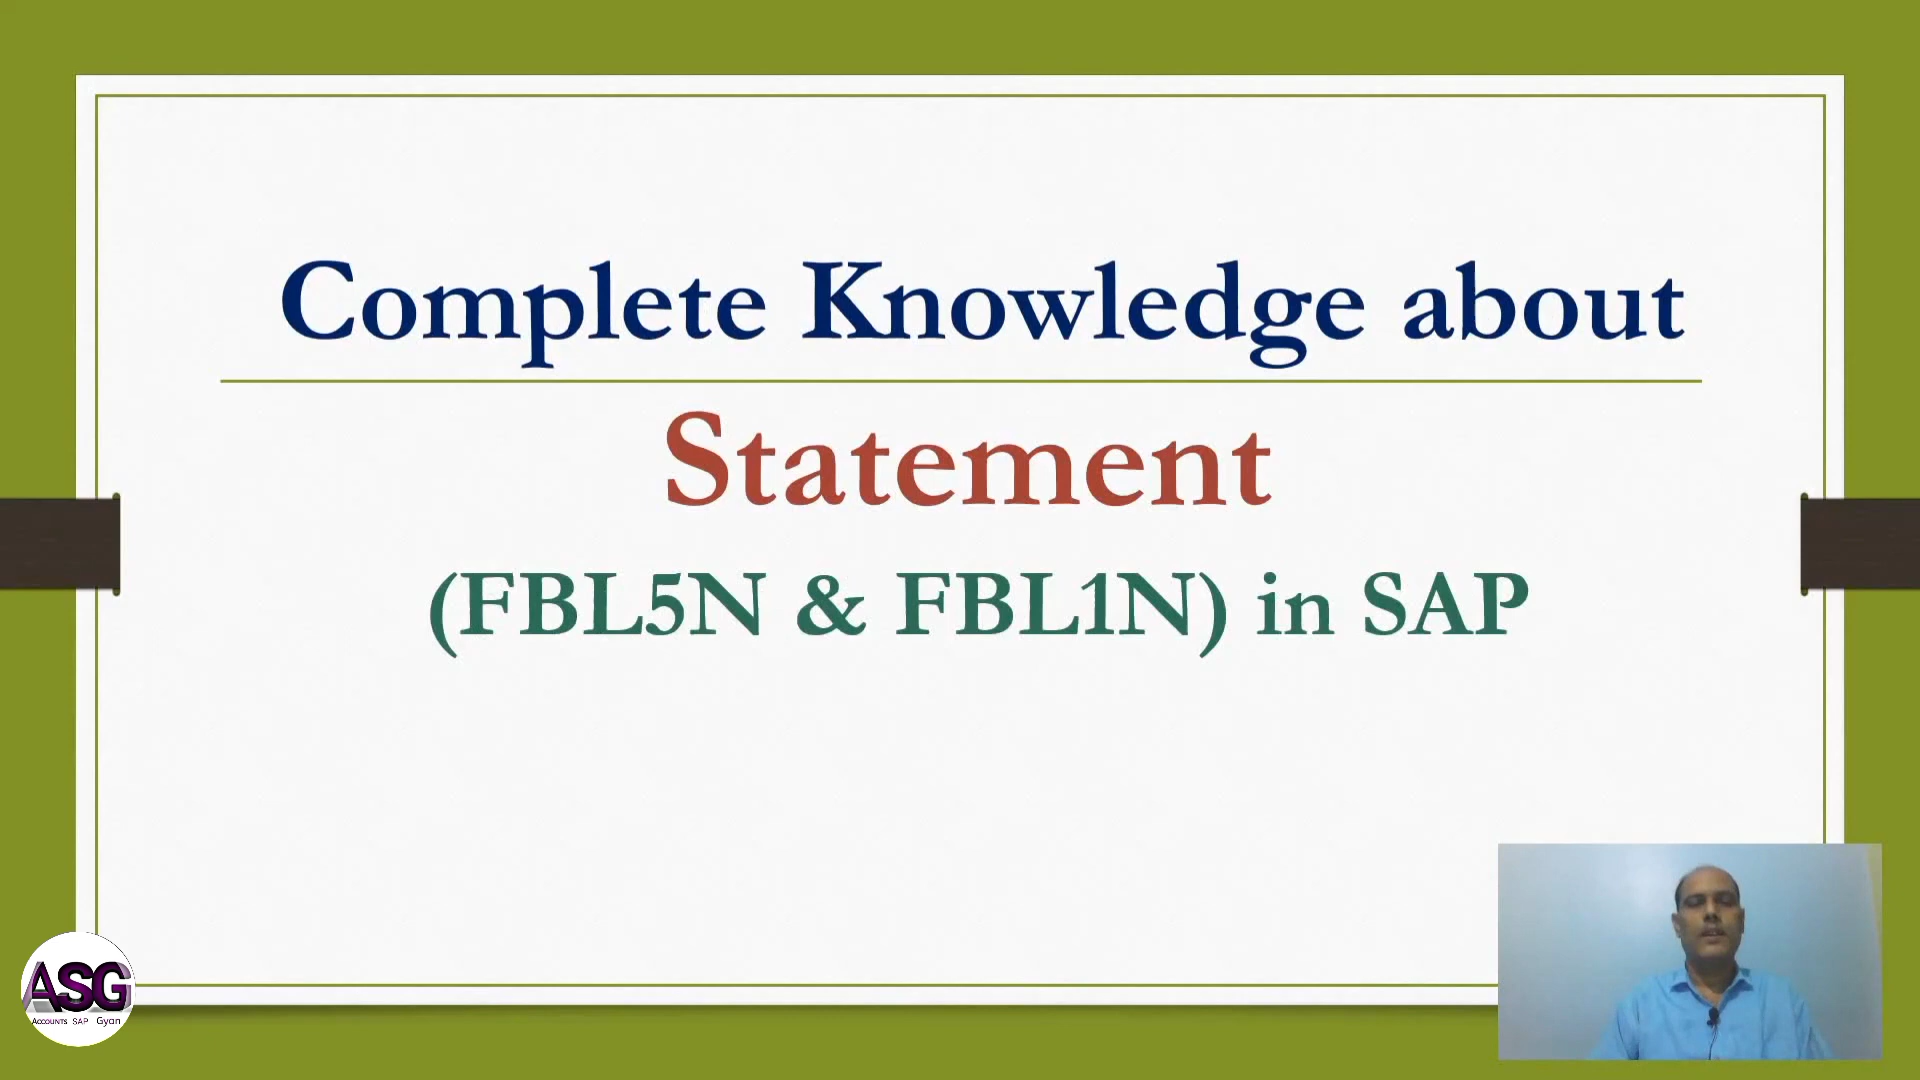 Complete Knowledge about
Statement
(FBL5N & FBL1N) in SAP
ASG
Accounts SAP Gyan